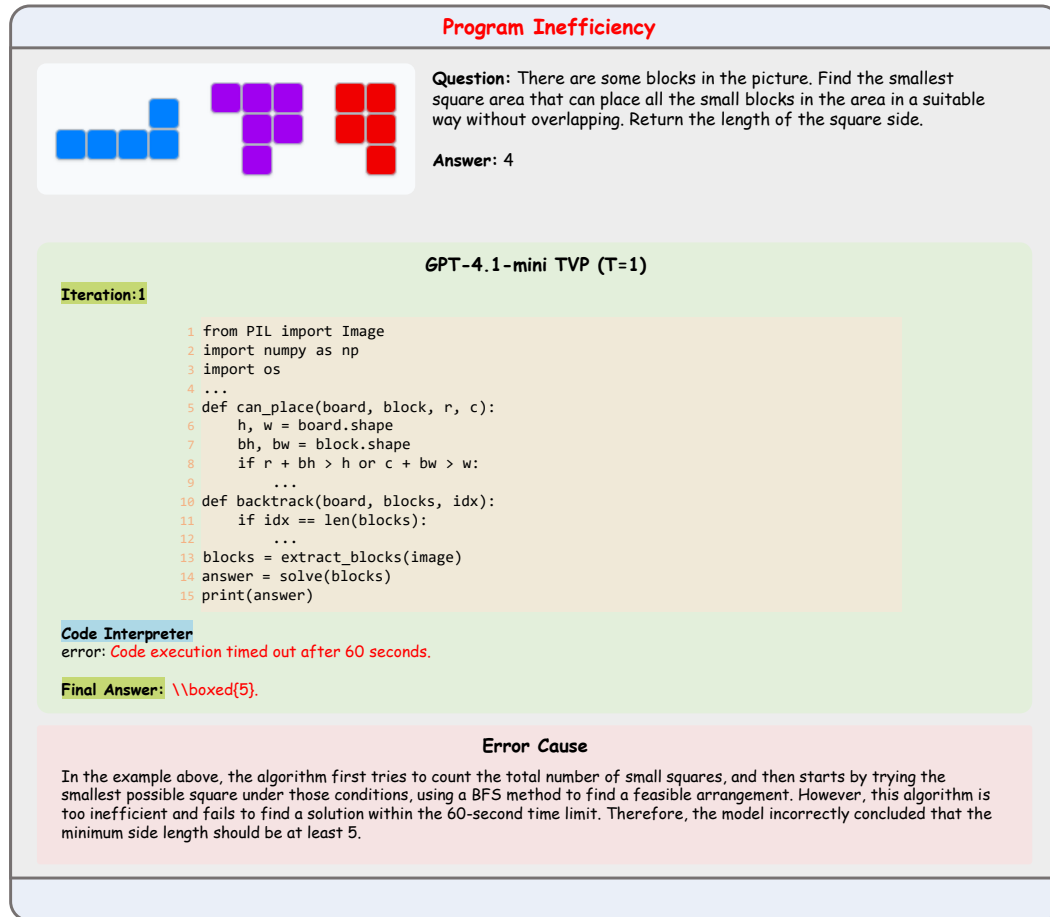 Program Inefficiency
Question: There are some blocks in the picture. Find the smallest
square area that can place all the small blocks in the area in a suitable
way without overlapping. Return the length of the square side.
Answer: 4
GPT-4.1-mini TVP (T=1)
Iteration:1
1 from PIL import Image
2 import numpy as np
3 import os
4 ...
5 def can_place(board, block, r, c):
6     h, w = board.shape
7     bh, bw = block.shape
8     if r + bh > h or c + bw > w:
9         ...
10 def backtrack(board, blocks, idx):
11     if idx == len(blocks):
12         ...
13 blocks = extract_blocks(image)
14 answer = solve(blocks)
15 print(answer)
Code Interpreter
error: Code execution timed out after 60 seconds.
Final Answer: \\boxed{5}.
Error Cause
In the example above, the algorithm first tries to count the total number of small squares, and then starts by trying the
smallest possible square under those conditions, using a BFS method to find a feasible arrangement. However, this algorithm is
too inefficient and fails to find a solution within the 60-second time limit. Therefore, the model incorrectly concluded that the
minimum side length should be at least 5.